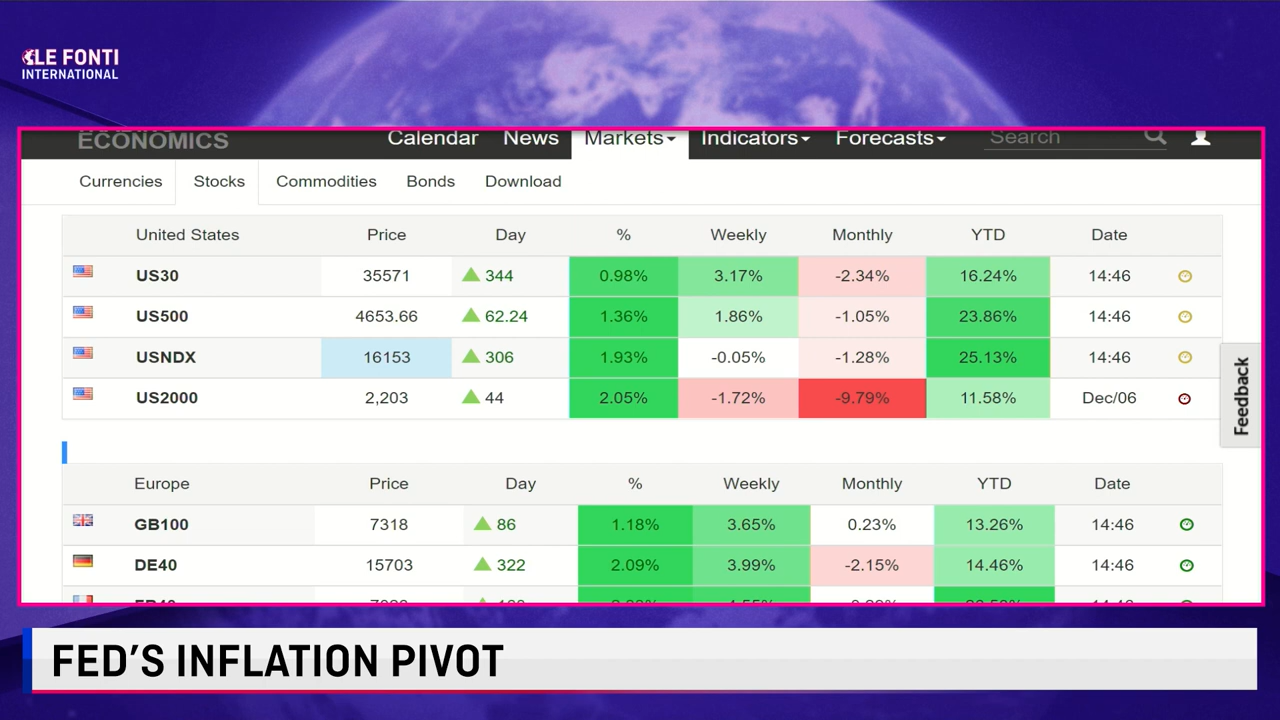 LE FONTI
INTERNATIONAL
ECONOMICS Calendar News Markets Indicators Forecasts Search
Currencies Stocks Commodities Bonds Download
United States Price Day % Weekly Monthly YTD Date
US30 35571 344 0.98% 3.17% -2.34% 16.24% 14:46
US500 4653.66 62.24 1.36% 1.86% -1.05% 23.86% 14:46
USNDX 16153 306 1.93% -0.05% -1.28% 25.13% 14:46
US2000 2,203 44 2.05% -1.72% -9.79% 11.58% Dec/06
Feedback
Europe Price Day % Weekly Monthly YTD Date
GB100 7318 86 1.18% 3.65% 0.23% 13.26% 14:46
DE40 15703 322 2.09% 3.99% -2.15% 14.46% 14:46
FED'S INFLATION PIVOT